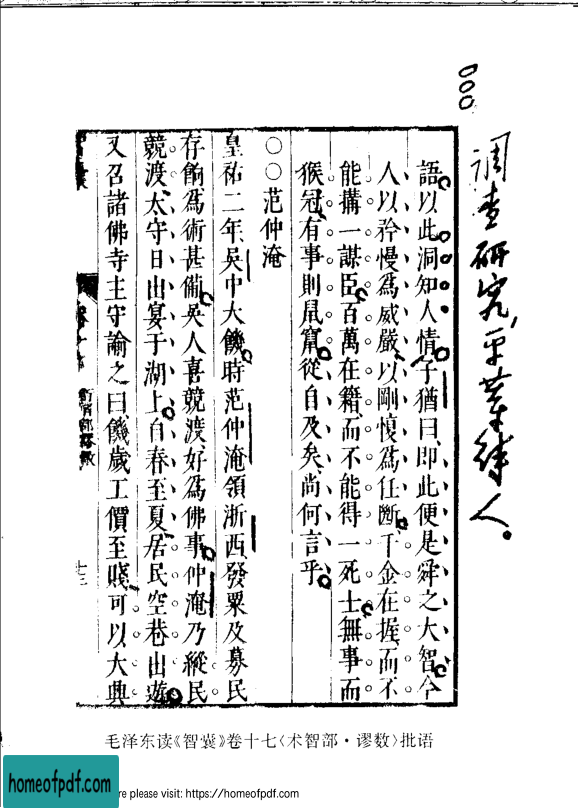 調查研究,平等待人。
語以此洞知人情子猶曰即此便是舜之大智今
人以矜慢爲威嚴以剛愎爲任斷千金在握而不
能搆一謀臣百萬在籍而不能得一死士無事而
猴冠有事則鼠竄從自及矣尚何言乎
○○范仲淹
皇祐二年吳中大饑時范仲淹領浙西發粟及募民
存餉爲術甚備吳人喜競渡好爲佛事仲淹乃縱民
競渡太守日出宴于湖上自春至夏居民空巷出遊
又召諸佛寺主守諭之曰饑歲工價至賤可以大興
術智部謬數
十三
毛泽东读《智囊》卷十七〈术智部·谬数〉批语
homeofpdf.com
re please visit: https://homeofpdf.com